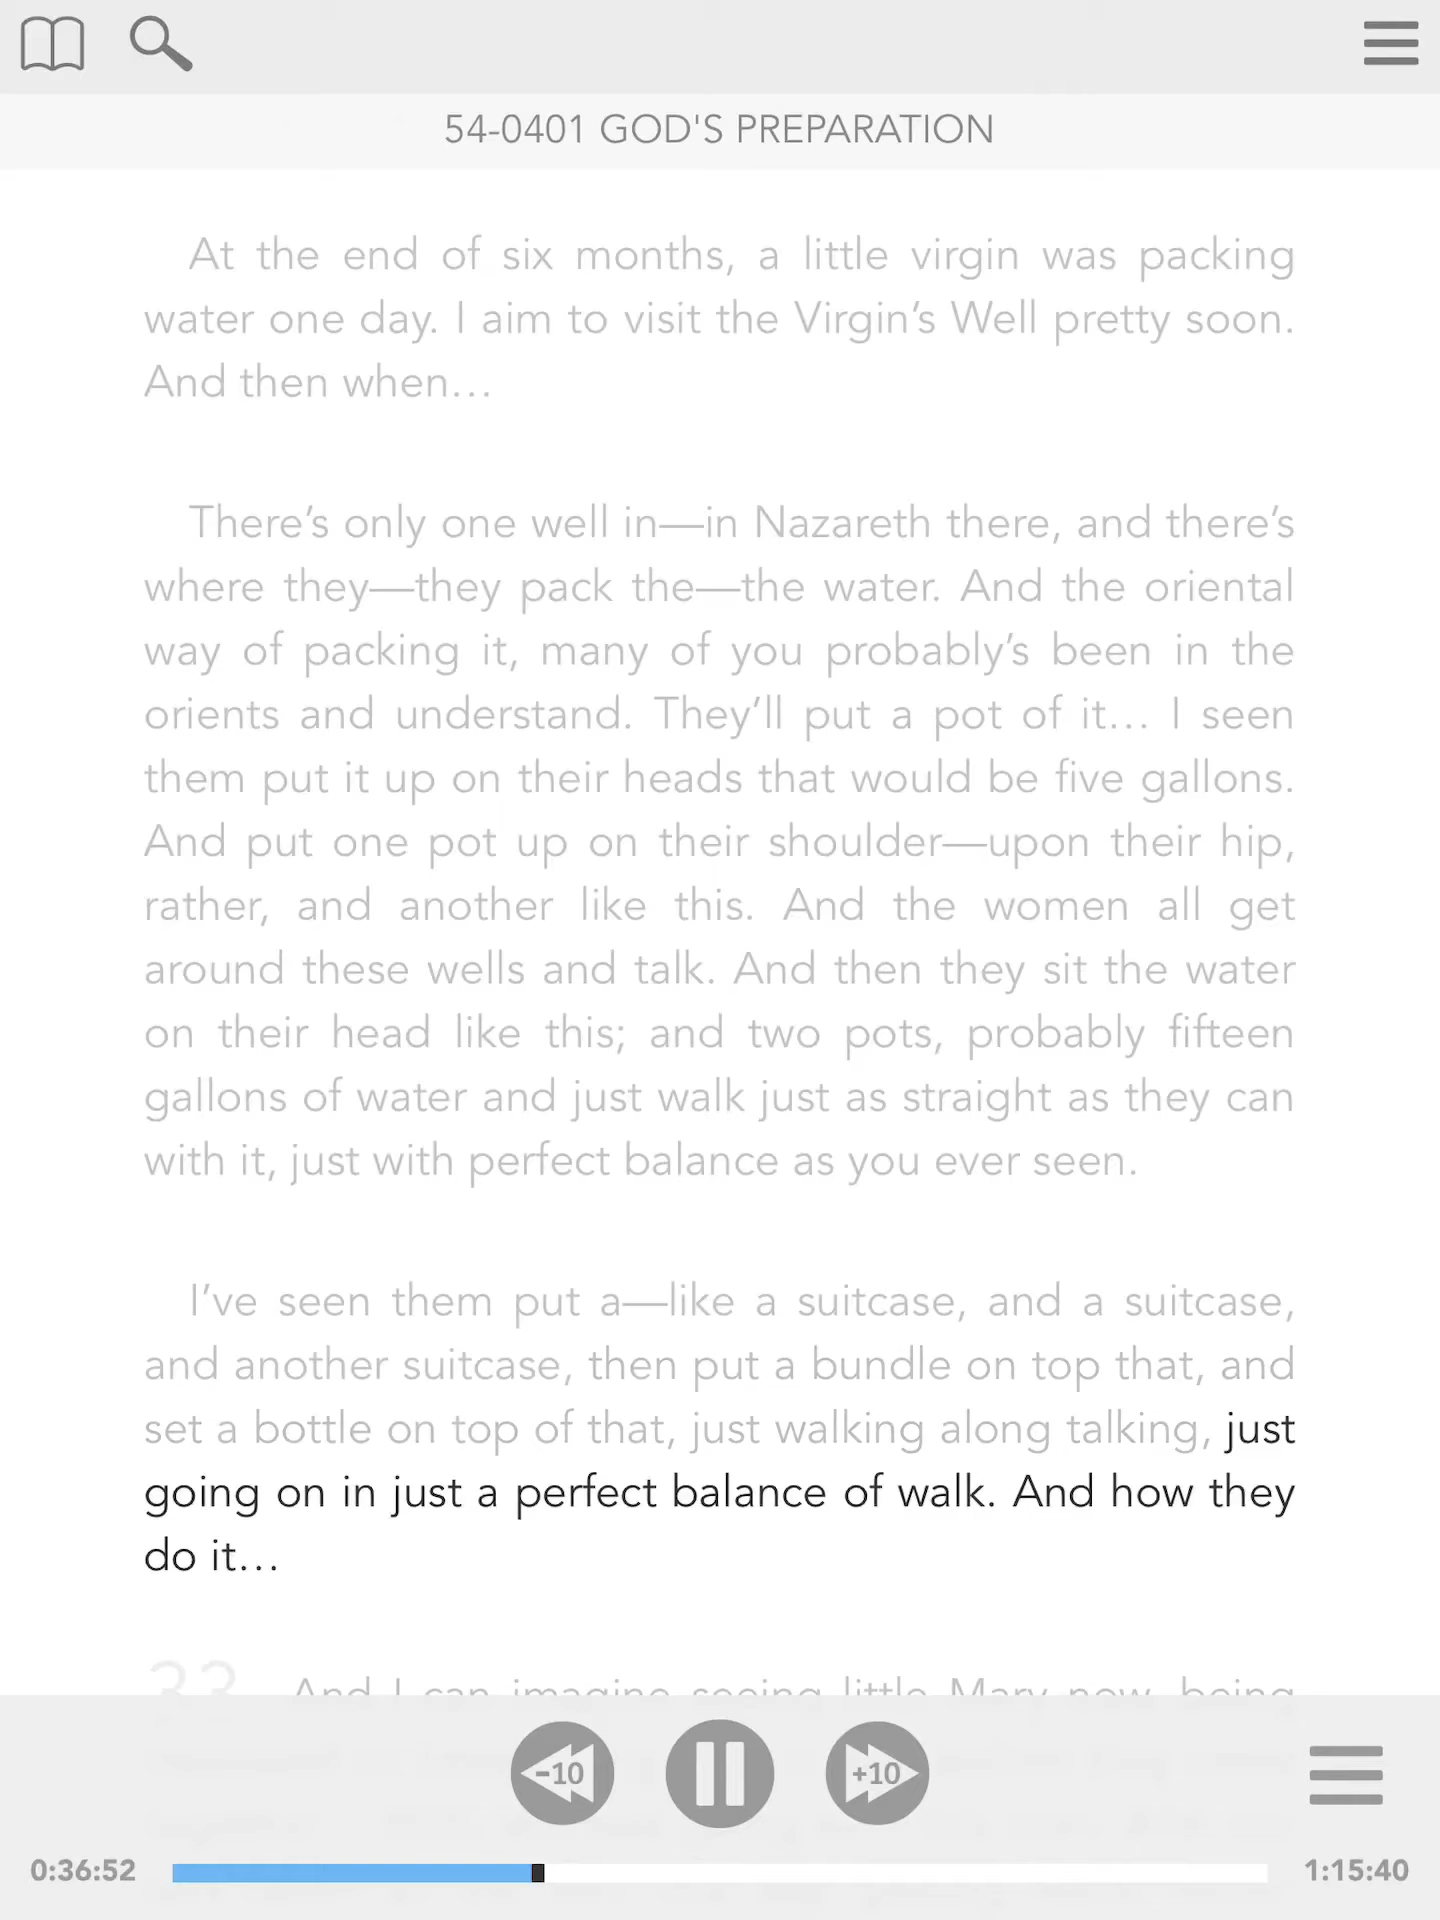 54-0401 GOD'S PREPARATION
At the end of six months, a little virgin was packing
water one day. I aim to visit the Virgin’s Well pretty soon.
And then when…
There’s only one well in—in Nazareth there, and there’s
where they—they pack the—the water. And the oriental
way of packing it, many of you probably’s been in the
orients and understand. They’ll put a pot of it… I seen
them put it up on their heads that would be five gallons.
And put one pot up on their shoulder—upon their hip,
rather, and another like this. And the women all get
around these wells and talk. And then they sit the water
on their head like this; and two pots, probably fifteen
gallons of water and just walk just as straight as they can
with it, just with perfect balance as you ever seen.
I’ve seen them put a—like a suitcase, and a suitcase,
and another suitcase, then put a bundle on top that, and
set a bottle on top of that, just walking along talking, just
going on in just a perfect balance of walk. And how they
do it…
33 And I can imagine seeing little Mary now, being
-10 +10
0:36:52 1:15:40